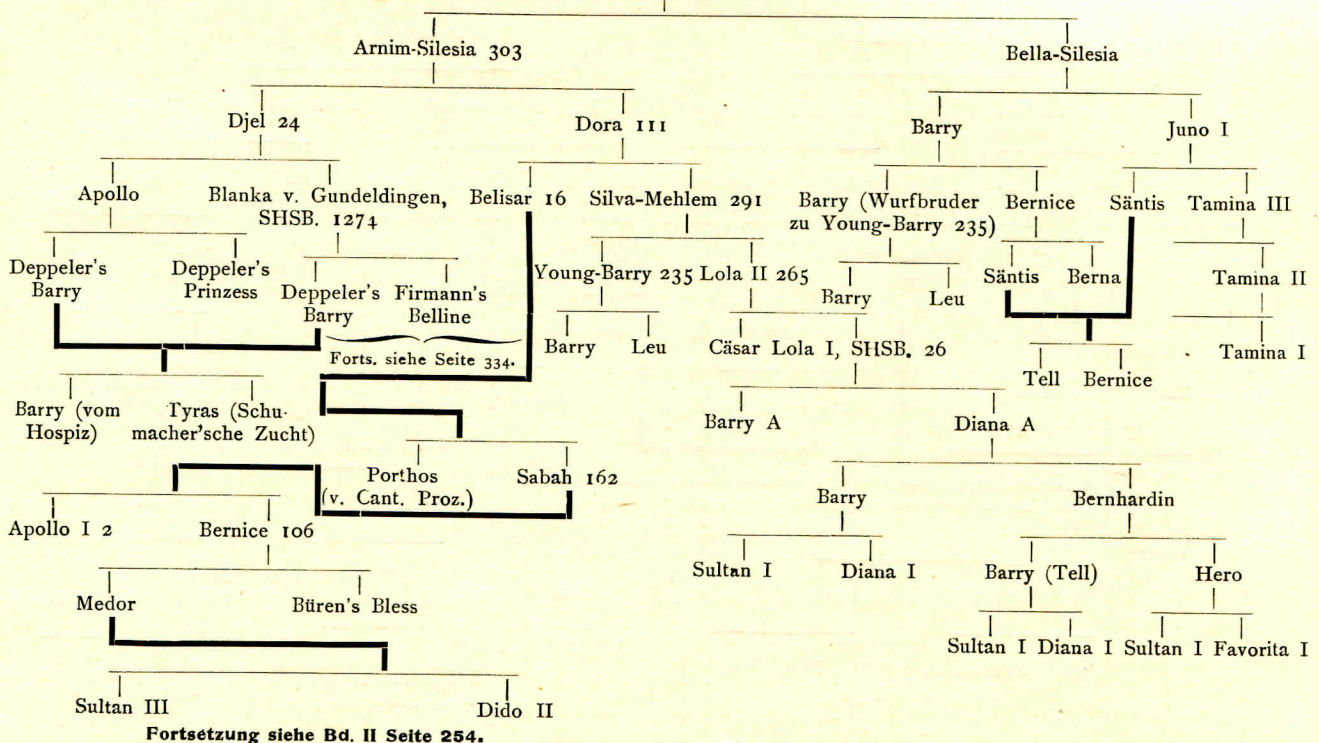 Arnim-Silesia 303 Bella-Silesia
Djel 24 Dora 111 Barry Juno I
Apollo Blanka v. Gundeldingen, Belisar 16 Silva-Mehlem 291 Barry (Wurfbruder Bernice Säntis Tamina III
SHSB. 1274 zu Young-Barry 235)
Deppeler's Deppeler's Deppeler's Firmann's Young-Barry 235 Lola II 265 Säntis Berna Tamina II
Barry Prinzess Barry Belline Barry Leu
Forts. siehe Seite 334. Barry Leu Cäsar Lola I, SHSB. 26 Tamina I
Tell Bernice
Barry (vom Tyras (Schu-
Hospiz) macher'sche Zucht) Barry A Diana A
Porthos Sabah 162
(v. Cant. Proz.)
Barry Bernhardin
Apollo I 2 Bernice 106
Sultan I Diana I Barry (Tell) Hero
Medor Büren's Bless
Sultan I Diana I Sultan I Favorita I
Sultan III Dido II
Fortsetzung siehe Bd. II Seite 254.